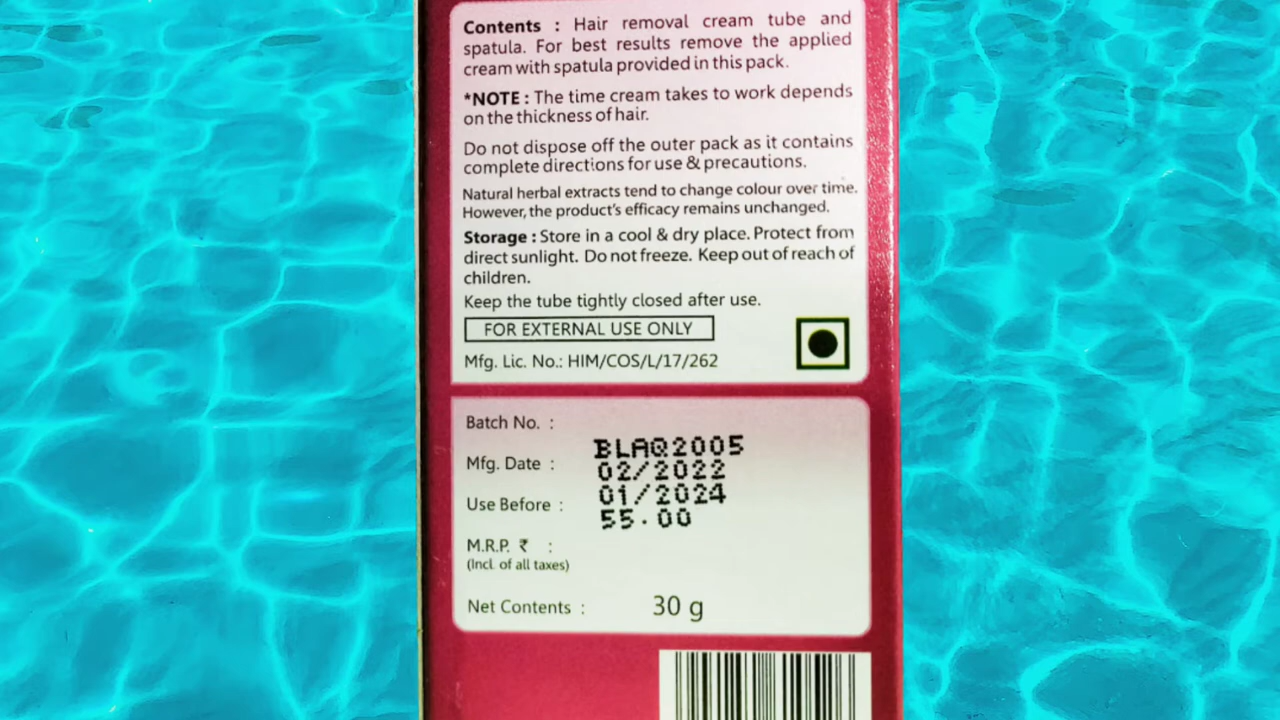 Contents : Hair removal cream tube and
spatula. For best results remove the applied
cream with spatula provided in this pack.
*NOTE : The time cream takes to work depends
on the thickness of hair.
Do not dispose off the outer pack as it contains
complete directions for use & precautions.
Natural herbal extracts tend to change colour over time.
However, the product's efficacy remains unchanged.
Storage : Store in a cool & dry place. Protect from
direct sunlight. Do not freeze. Keep out of reach of
children.
Keep the tube tightly closed after use.
FOR EXTERNAL USE ONLY
Mfg. Lic. No.: HIM/COS/L/17/262
Batch No. :
BLAQ2005
Mfg. Date :
02/2022
Use Before :
01/2024
55.00
M.R.P. ₹ :
(Incl. of all taxes)
Net Contents : 30 g